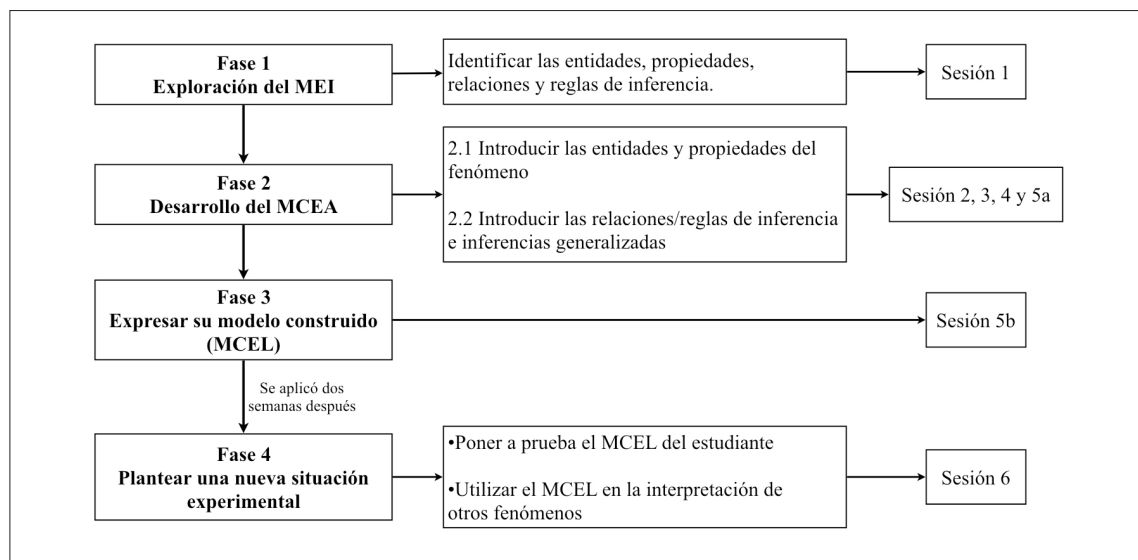 Fase 1
Exploración del MEI
Identificar las entidades, propiedades,
relaciones y reglas de inferencia.
Sesión 1
Fase 2
Desarrollo del MCEA
2.1 Introducir las entidades y propiedades del
fenómeno
2.2 Introducir las relaciones/reglas de inferencia
e inferencias generalizadas
Sesión 2, 3, 4 y 5a
Fase 3
Expresar su modelo construido
(MCEL)
Sesión 5b
Se aplicó dos
semanas después
Fase 4
Plantear una nueva situación
experimental
•Poner a prueba el MCEL del estudiante
•Utilizar el MCEL en la interpretación de
otros fenómenos
Sesión 6